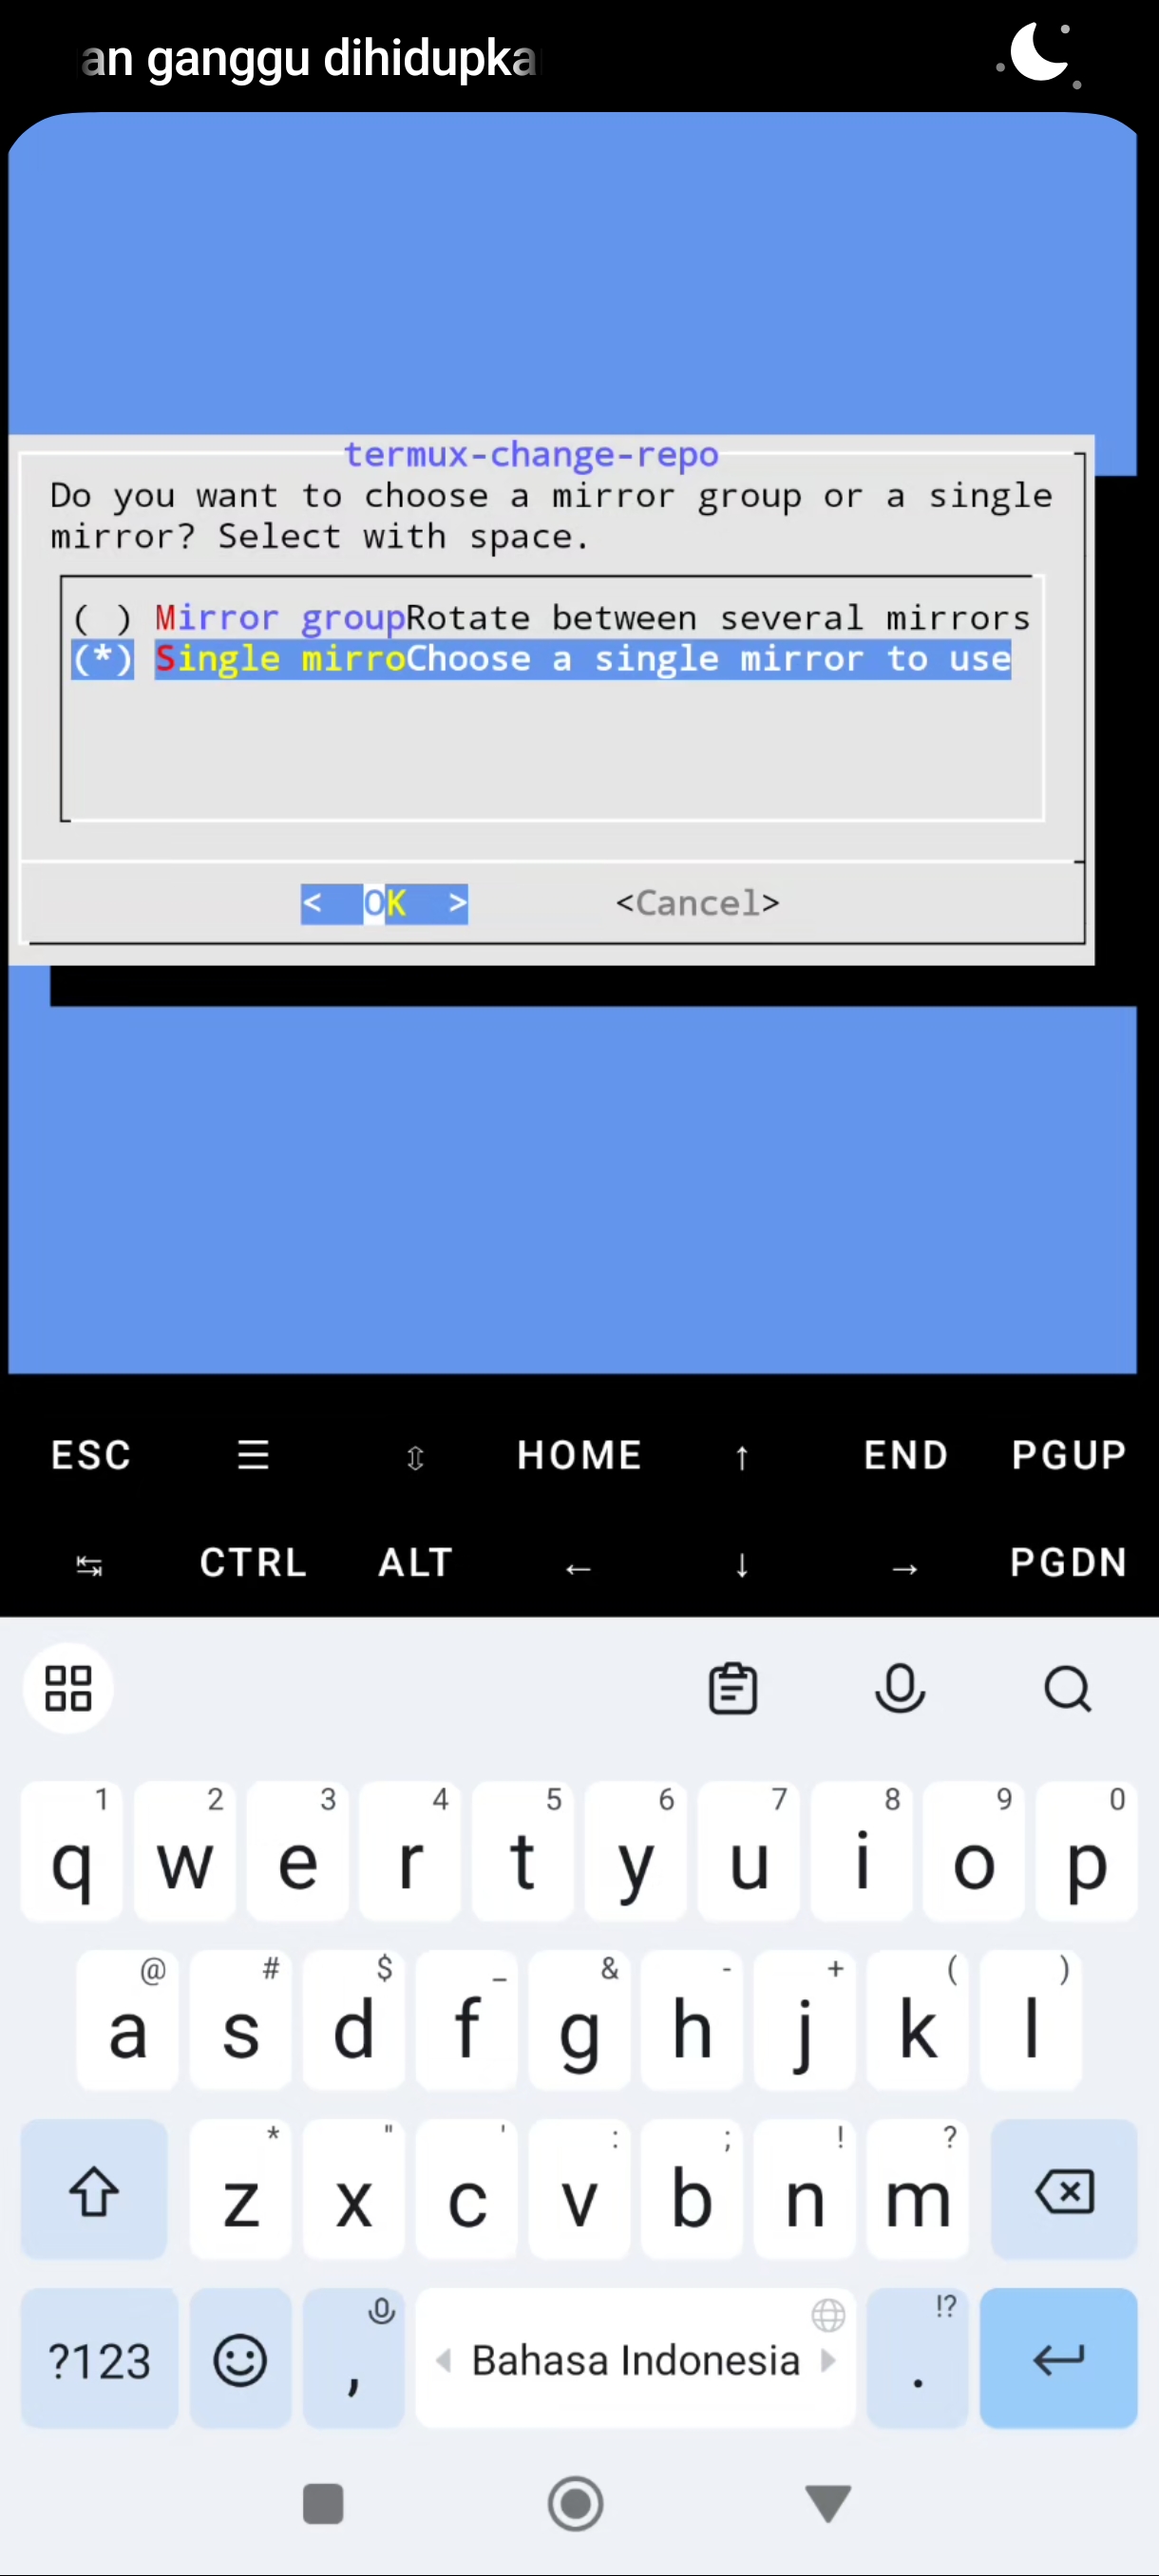 an ganggu dihidupka
termux-change-repo
Do you want to choose a mirror group or a single
mirror? Select with space.
( ) Mirror groupRotate between several mirrors
(*) Single mirroChoose a single mirror to use
< OK > <Cancel>
ESC ☰ ⇳ HOME ↑ END PGUP
↹ CTRL ALT ← ↓ → PGDN
1 2 3 4 5 6 7 8 9 0
q w e r t y u i o p
@ # $ _ & - + ( )
a s d f g h j k l
* " ' : ; ! ?
z x c v b n m
!?
?123 , Bahasa Indonesia .